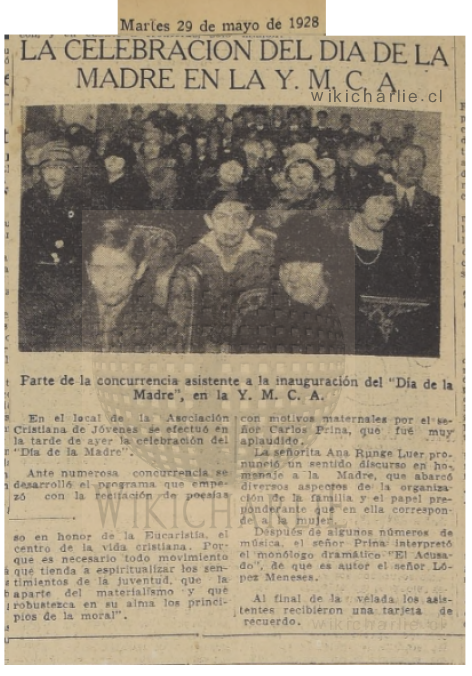 Martes 29 de mayo de 1928
LA CELEBRACION DEL DIA DE LA
MADRE EN LA Y. M. C. A.
wikicharlie.cl
Parte de la concurrencia asistente a la inauguración del "Día de la
Madre", en la Y. M. C. A.
En el local de la Asociación
Cristiana de Jóvenes se efectuó en
la tarde de ayer la celebración del
"Día de la Madre".
Ante numerosa concurrencia se
desarrolló el programa que empe-
zó con la recitación de poesías
so en honor de la Eucaristía, el
centro de la vida cristiana. Por-
que es necesario todo movimiento
que tienda a espiritualizar los sen-
timientos de la juventud, que la
aparte del materialismo y que
robustezca en su alma los princi-
pios de la moral".
con motivos maternales por el se-
ñor Carlos Prina, que fué muy
aplaudido.
La señorita Ana Runge Luer pro-
nunció un sentido discurso en ho-
menaje a la Madre, que abarcó
diversos aspectos de la organiza-
ción de la familia y el papel pre-
ponderante que en ella correspon-
de a la mujer.
Después de algunos números de
música, el señor Prina interpretó
el monólogo dramático "El Acusa-
do", de que es autor el señor Ló-
pez Meneses.
Al final de la velada los asis-
tentes recibieron una tarjeta de
recuerdo.
WIKICHARLIE
wikicharlie.cl